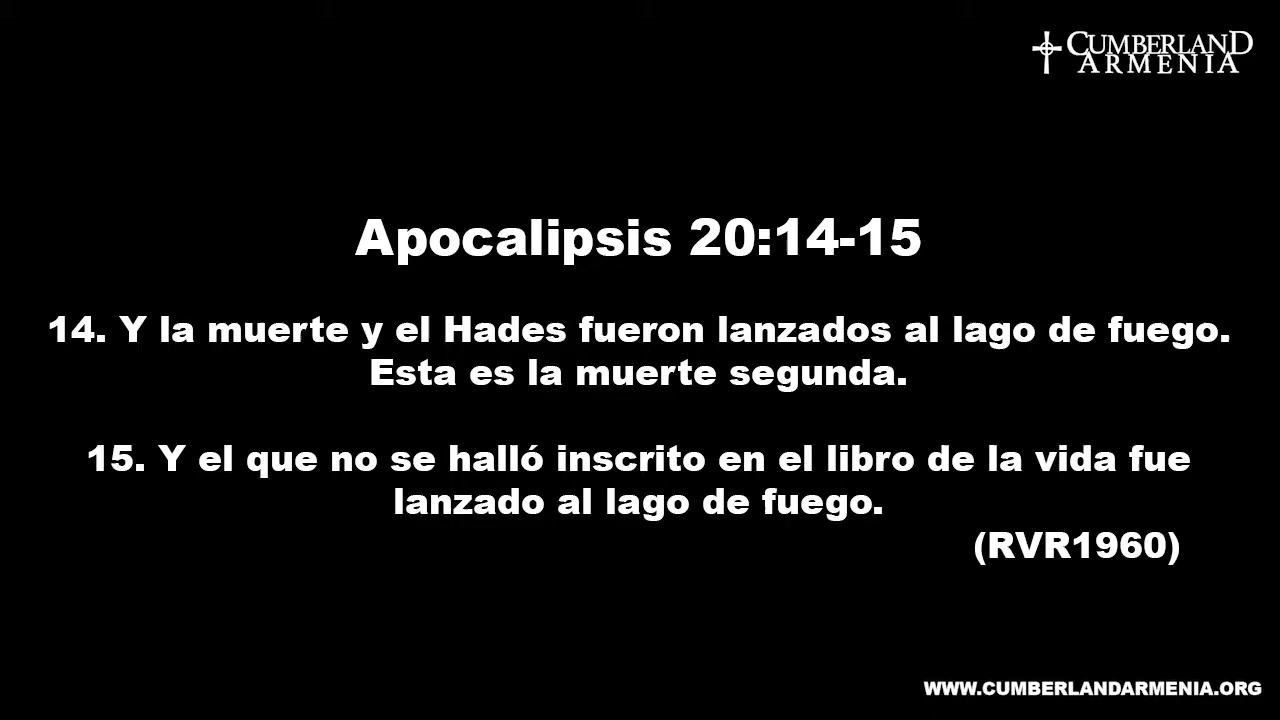 CUMBERLAND
ARMENIA
Apocalipsis 20:14-15
14. Y la muerte y el Hades fueron lanzados al lago de fuego.
Esta es la muerte segunda.
15. Y el que no se halló inscrito en el libro de la vida fue
lanzado al lago de fuego.
(RVR1960)
WWW.CUMBERLANDARMENIA.ORG